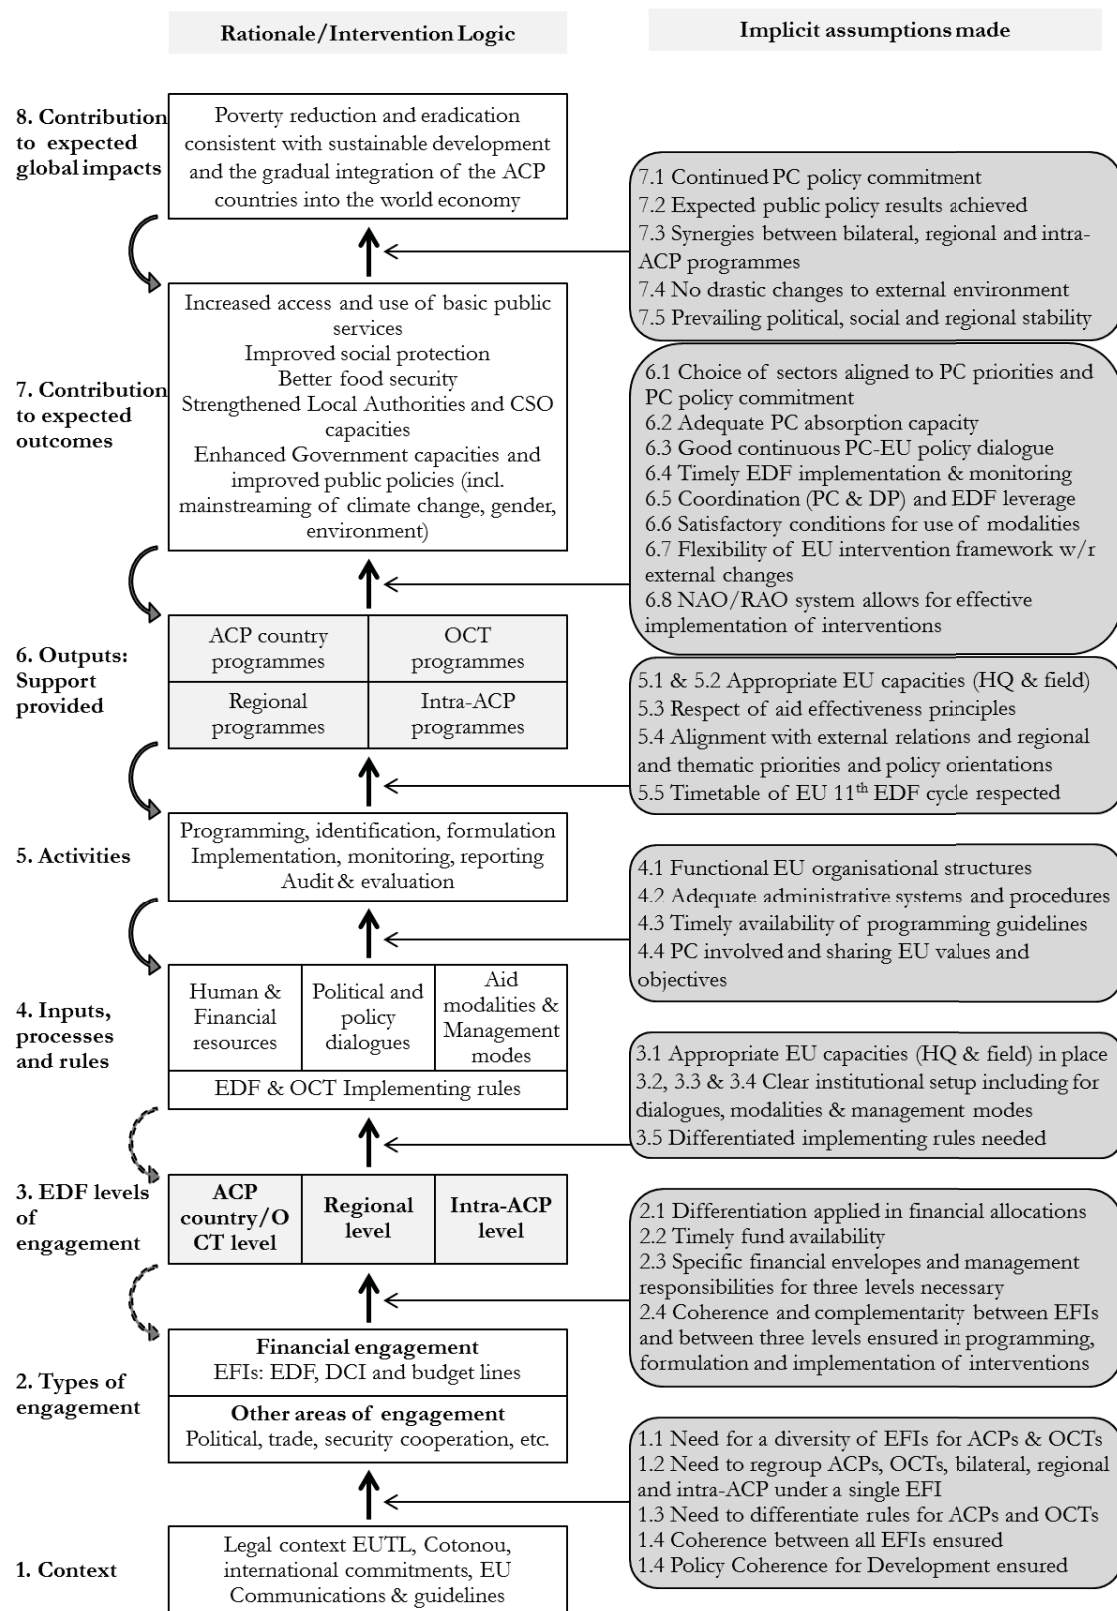 Rationale/Intervention Logic
Implicit assumptions made
8. Contribution
to expected
global impacts
Poverty reduction and eradication
consistent with sustainable development
and the gradual integration of the ACP
countries into the world economy
7.1 Continued PC policy commitment
7.2 Expected public policy results achieved
7.3 Synergies between bilateral, regional and intra-
ACP programmes
7.4 No drastic changes to external environment
7.5 Prevailing political, social and regional stability
7. Contribution
to expected
outcomes
Increased access and use of basic public
services
Improved social protection
Better food security
Strengthened Local Authorities and CSO
capacities
Enhanced Government capacities and
improved public policies (incl.
mainstreaming of climate change, gender,
environment)
6.1 Choice of sectors aligned to PC priorities and
PC policy commitment
6.2 Adequate PC absorption capacity
6.3 Good continuous PC-EU policy dialogue
6.4 Timely EDF implementation & monitoring
6.5 Coordination (PC & DP) and EDF leverage
6.6 Satisfactory conditions for use of modalities
6.7 Flexibility of EU intervention framework w/r
external changes
6.8 NAO/RAO system allows for effective
implementation of interventions
6. Outputs:
Support
provided
ACP country
programmes
OCT
programmes
Regional
programmes
Intra-ACP
programmes
5.1 & 5.2 Appropriate EU capacities (HQ & field)
5.3 Respect of aid effectiveness principles
5.4 Alignment with external relations and regional
and thematic priorities and policy orientations
5.5 Timetable of EU 11th EDF cycle respected
5. Activities
Programming, identification, formulation
Implementation, monitoring, reporting
Audit & evaluation
4.1 Functional EU organisational structures
4.2 Adequate administrative systems and procedures
4.3 Timely availability of programming guidelines
4.4 PC involved and sharing EU values and
objectives
4. Inputs,
processes
and rules
Human &
Financial
resources
Political and
policy
dialogues
Aid
modalities &
Management
modes
EDF & OCT Implementing rules
3.1 Appropriate EU capacities (HQ & field) in place
3.2, 3.3 & 3.4 Clear institutional setup including for
dialogues, modalities & management modes
3.5 Differentiated implementing rules needed
3. EDF levels
of
engagement
ACP
country/O
CT level
Regional
level
Intra-ACP
level
2.1 Differentiation applied in financial allocations
2.2 Timely fund availability
2.3 Specific financial envelopes and management
responsibilities for three levels necessary
2.4 Coherence and complementarity between EFIs
and between three levels ensured in programming,
formulation and implementation of interventions
2. Types of
engagement
Financial engagement
EFIs: EDF, DCI and budget lines
Other areas of engagement
Political, trade, security cooperation, etc.
1.1 Need for a diversity of EFIs for ACPs & OCTs
1.2 Need to regroup ACPs, OCTs, bilateral, regional
and intra-ACP under a single EFI
1.3 Need to differentiate rules for ACPs and OCTs
1.4 Coherence between all EFIs ensured
1.4 Policy Coherence for Development ensured
1. Context
Legal context EUTL, Cotonou,
international commitments, EU
Communications & guidelines